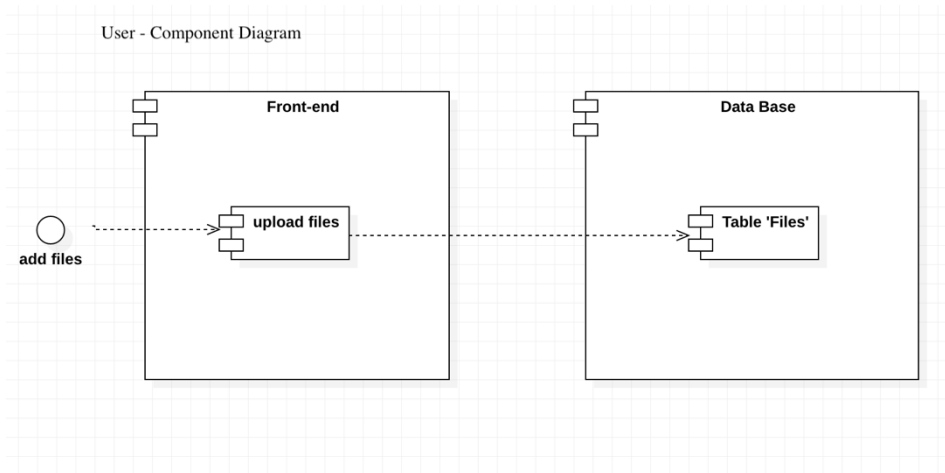 User - Component Diagram
Front-end
Data Base
upload files
Table 'Files'
add files